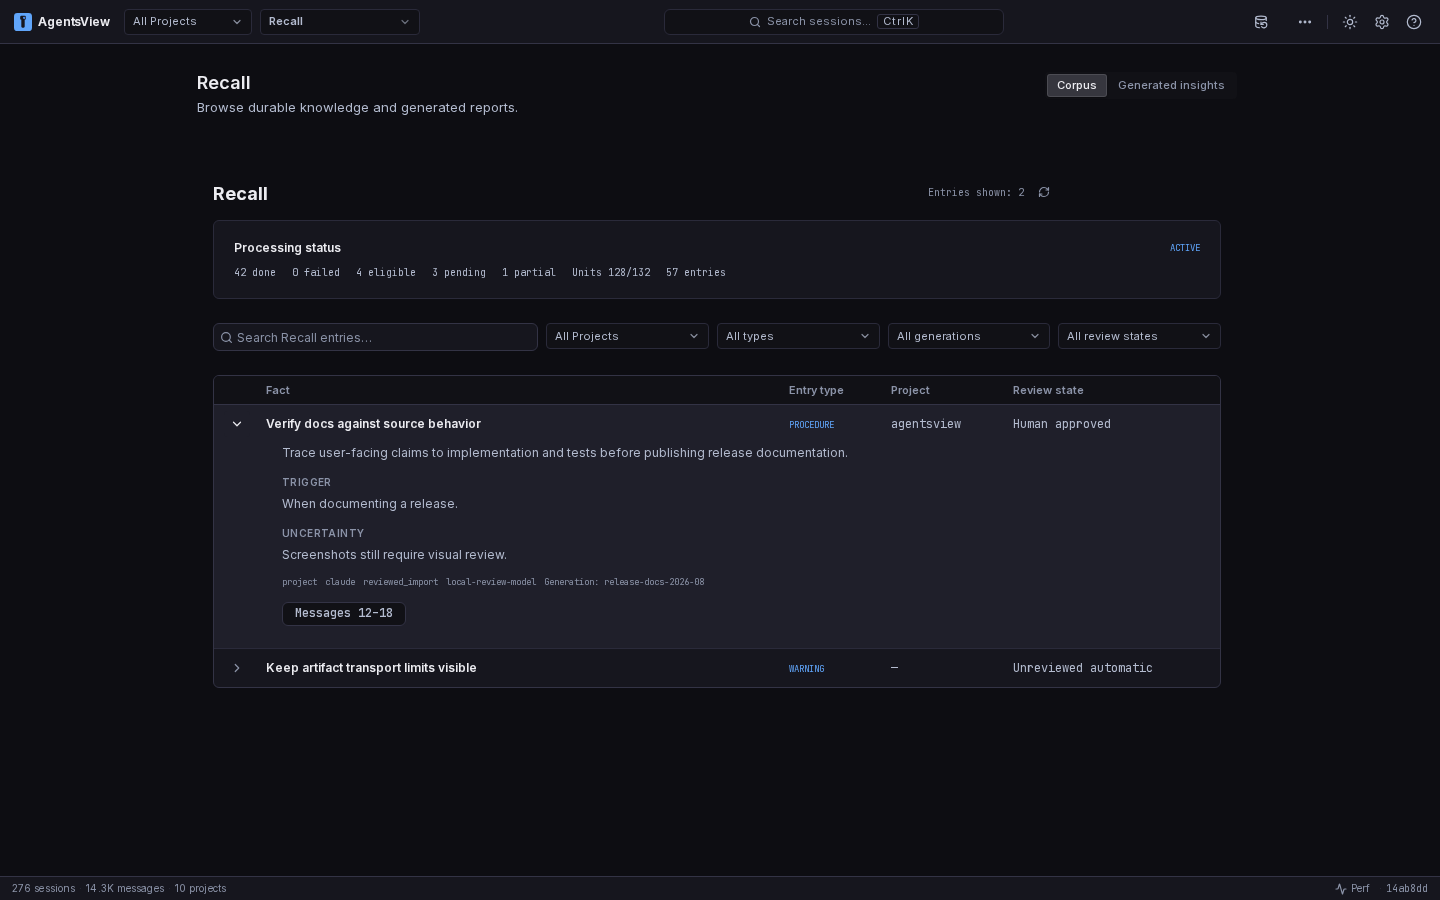 AgentsView All Projects Recall Search sessions... CtrlK
Recall
Browse durable knowledge and generated reports.
Corpus Generated insights
Recall
Entries shown: 2
Processing status ACTIVE
42 done 0 failed 4 eligible 3 pending 1 partial Units 128/132 57 entries
Search Recall entries... All Projects All types All generations All review states
Fact Entry type Project Review state
Verify docs against source behavior PROCEDURE agentsview Human approved
Trace user-facing claims to implementation and tests before publishing release documentation.
TRIGGER
When documenting a release.
UNCERTAINTY
Screenshots still require visual review.
project claude reviewed_import local-review-model Generation: release-docs-2026-08
Messages 12–18
Keep artifact transport limits visible WARNING — Unreviewed automatic
276 sessions 14.3K messages 10 projects Perf 14ab8dd